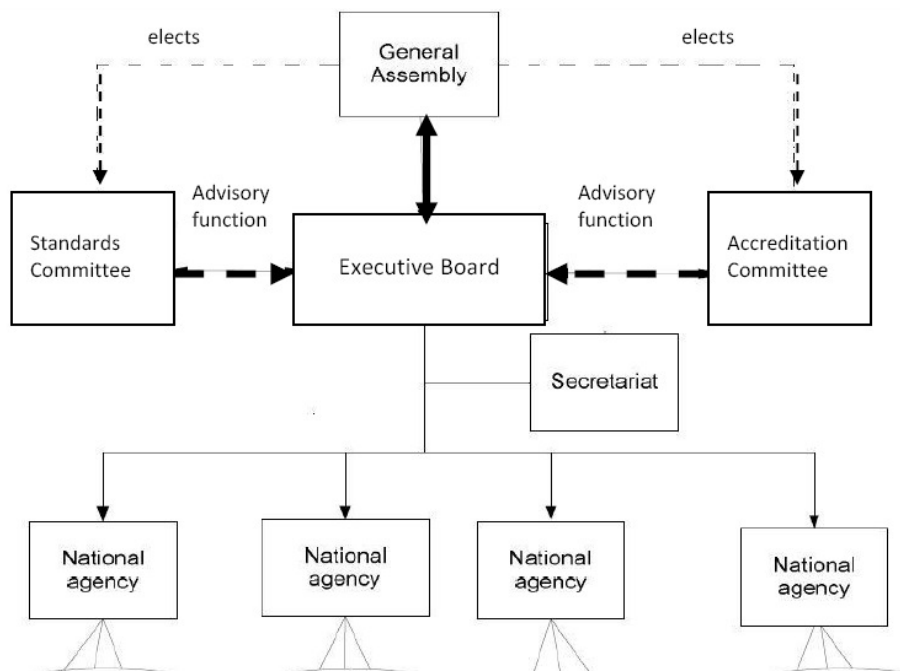 elects
General
Assembly
elects
Standards
Committee
Advisory
function
Executive Board
Advisory
function
Accreditation
Committee
Secretariat
National
agency
National
agency
National
agency
National
agency